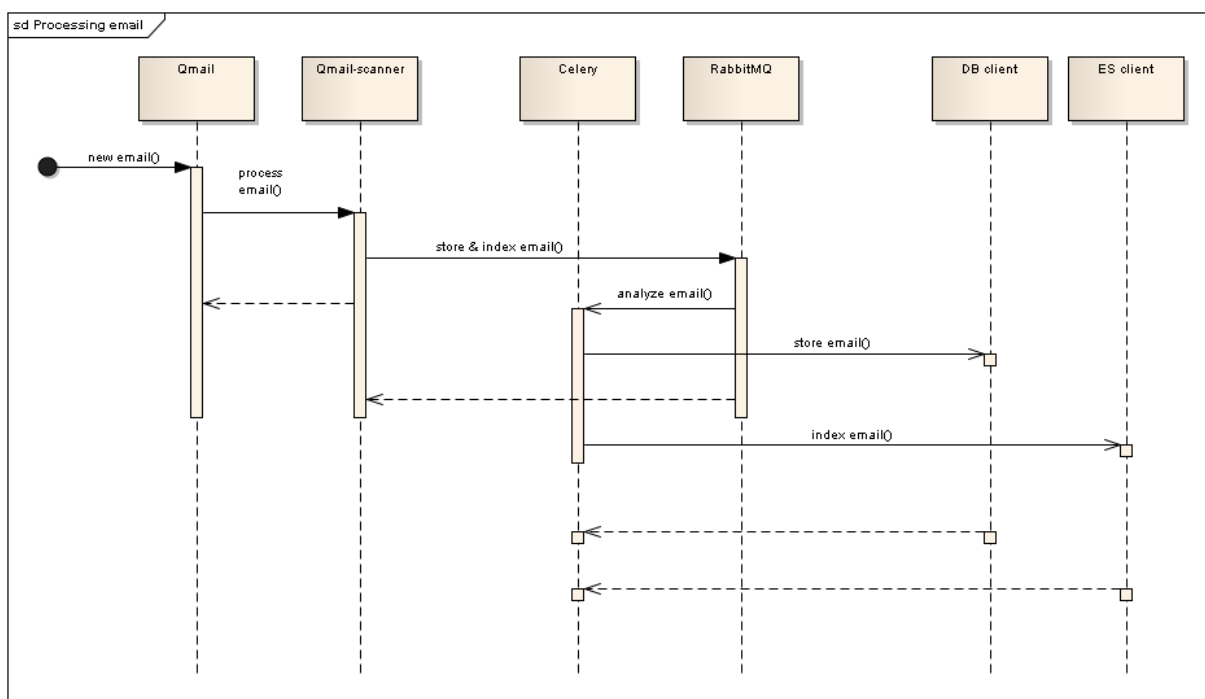 sd Processing email
Qmail
Qmail-scanner
Celery
RabbitMQ
DB client
ES client
new email()
process
email()
store & index email()
analyze email()
store email()
index email()